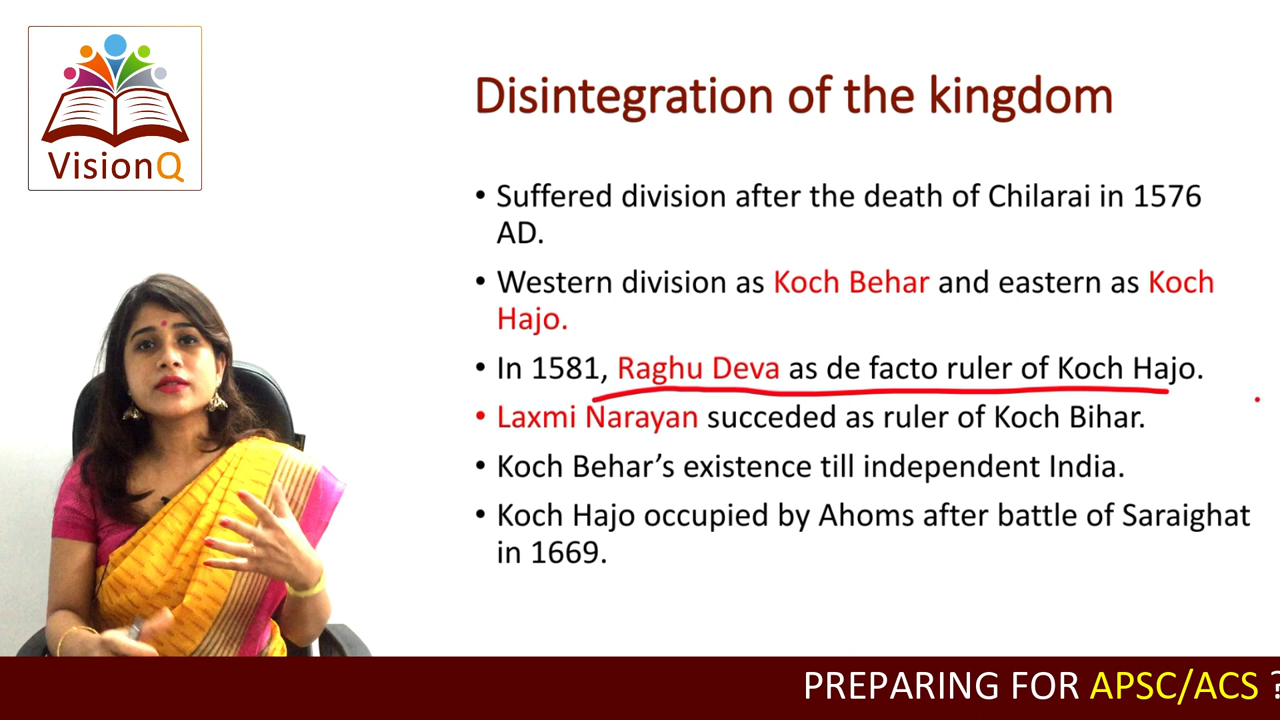 VisionQ
Disintegration of the kingdom
• Suffered division after the death of Chilarai in 1576
AD.
• Western division as Koch Behar and eastern as Koch
Hajo.
• In 1581, Raghu Deva as de facto ruler of Koch Hajo.
• Laxmi Narayan succeded as ruler of Koch Bihar.
• Koch Behar’s existence till independent India.
• Koch Hajo occupied by Ahoms after battle of Saraighat
in 1669.
PREPARING FOR APSC/ACS ?